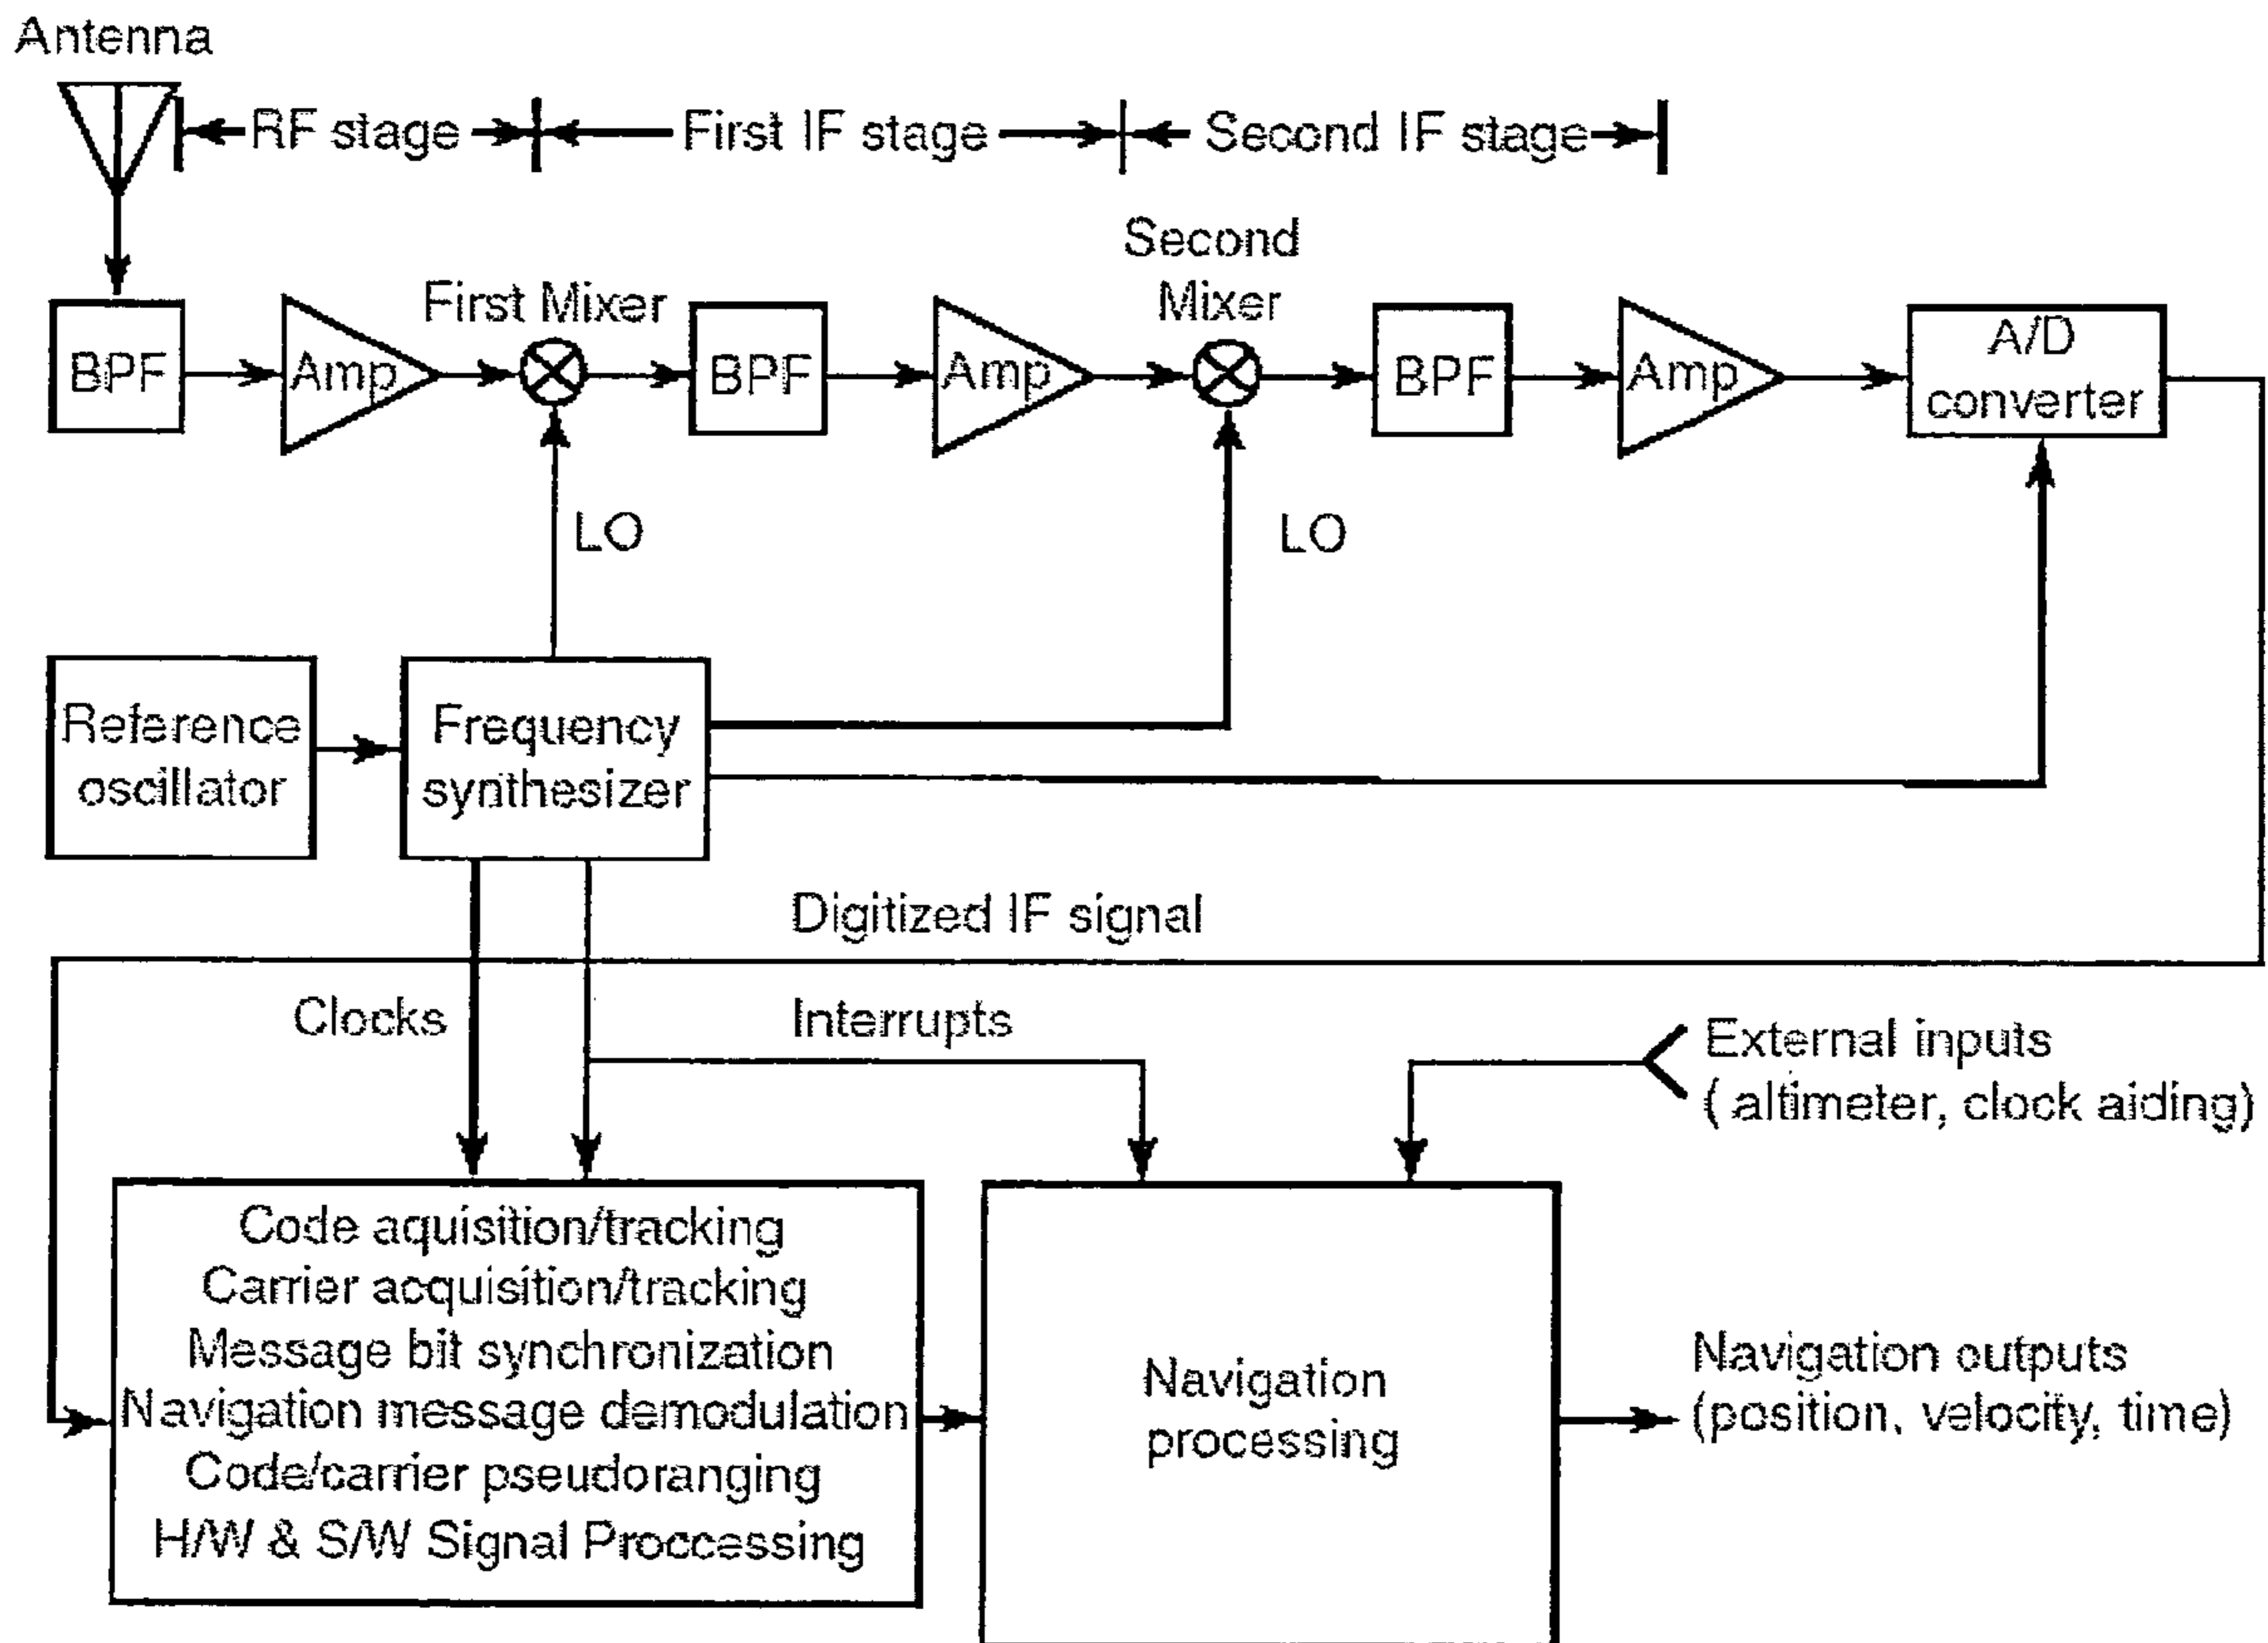 Antenna
RF stage
First IF stage
Second IF stage
First Mixer
Second
Mixer
BPF
Amp
BPF
Amp
BPF
Amp
A/D
converter
LO
LO
Reference
oscillator
Frequency
synthesizer
Digitized IF signal
Clocks
Interrupts
External inputs
( altimeter, clock aiding)
Code aquisition/tracking
Carrier acquisition/tracking
Message bit synchronization
Navigation message demodulation
Code/carrier pseudoranging
H/W & S/W Signal Proccessing
Navigation
processing
Navigation outputs
(position, velocity, time)